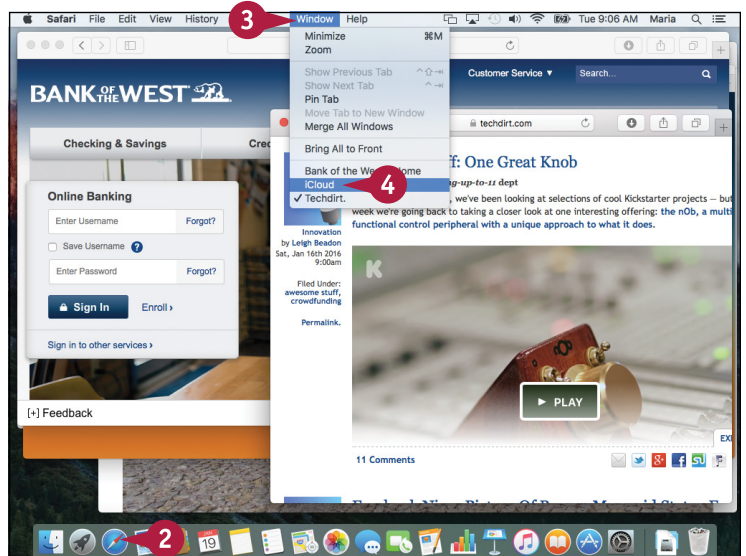 Safari File Edit View History Window Help Tue 9:06 AM Maria
3
Minimize ⌘M
Zoom
Show Previous Tab
Show Next Tab
Pin Tab
Move Tab to New Window
Merge All Windows
Bring All to Front
iCloud
✓ Techdirt.
4
Customer Service ▼ Search...
BANK OF THE WEST
Checking & Savings
Online Banking
Enter Username Forgot?
Save Username ?
Enter Password Forgot?
Sign In Enroll ›
Sign in to other services ›
[+] Feedback
techdirt.com
f: One Great Knob
g-up-to-11 dept
, we've been looking at selections of cool Kickstarter projects — but
week we're going back to taking a closer look at one interesting offering: the nOb, a multi
functional control peripheral with a unique approach to what it does.
Innovation
by Leigh Beadon
Sat, Jan 16th 2016
9:00am
Filed Under:
awesome stuff,
crowdfunding
Permalink.
K
► PLAY
11 Comments
2
JAN
19